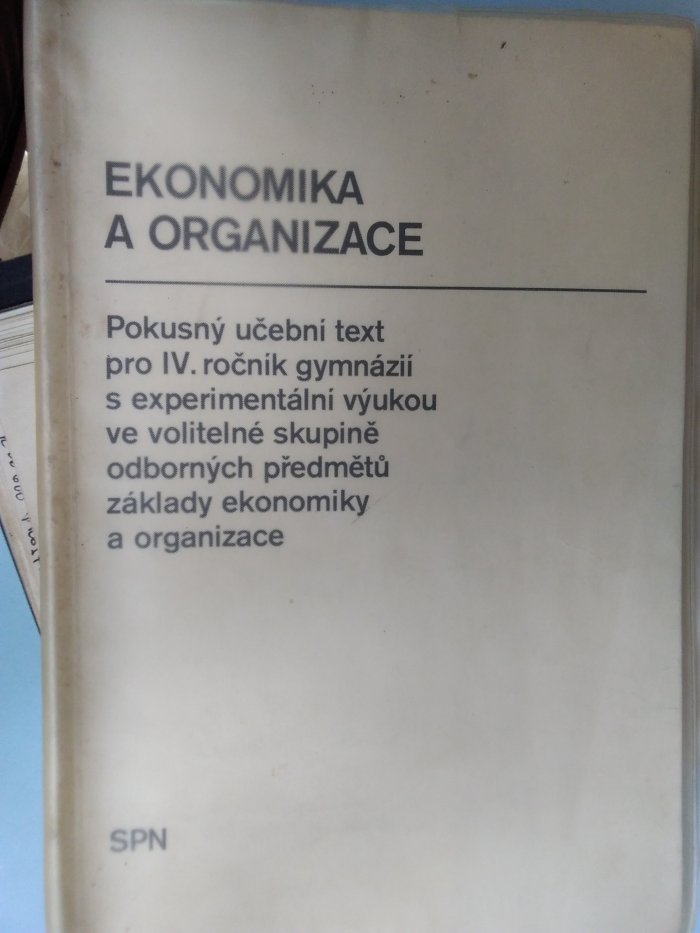 EKONOMIKA
A ORGANIZACE
Pokusný učební text
pro IV. ročník gymnázií
s experimentální výukou
ve volitelné skupině
odborných předmětů
základy ekonomiky
a organizace
SPN